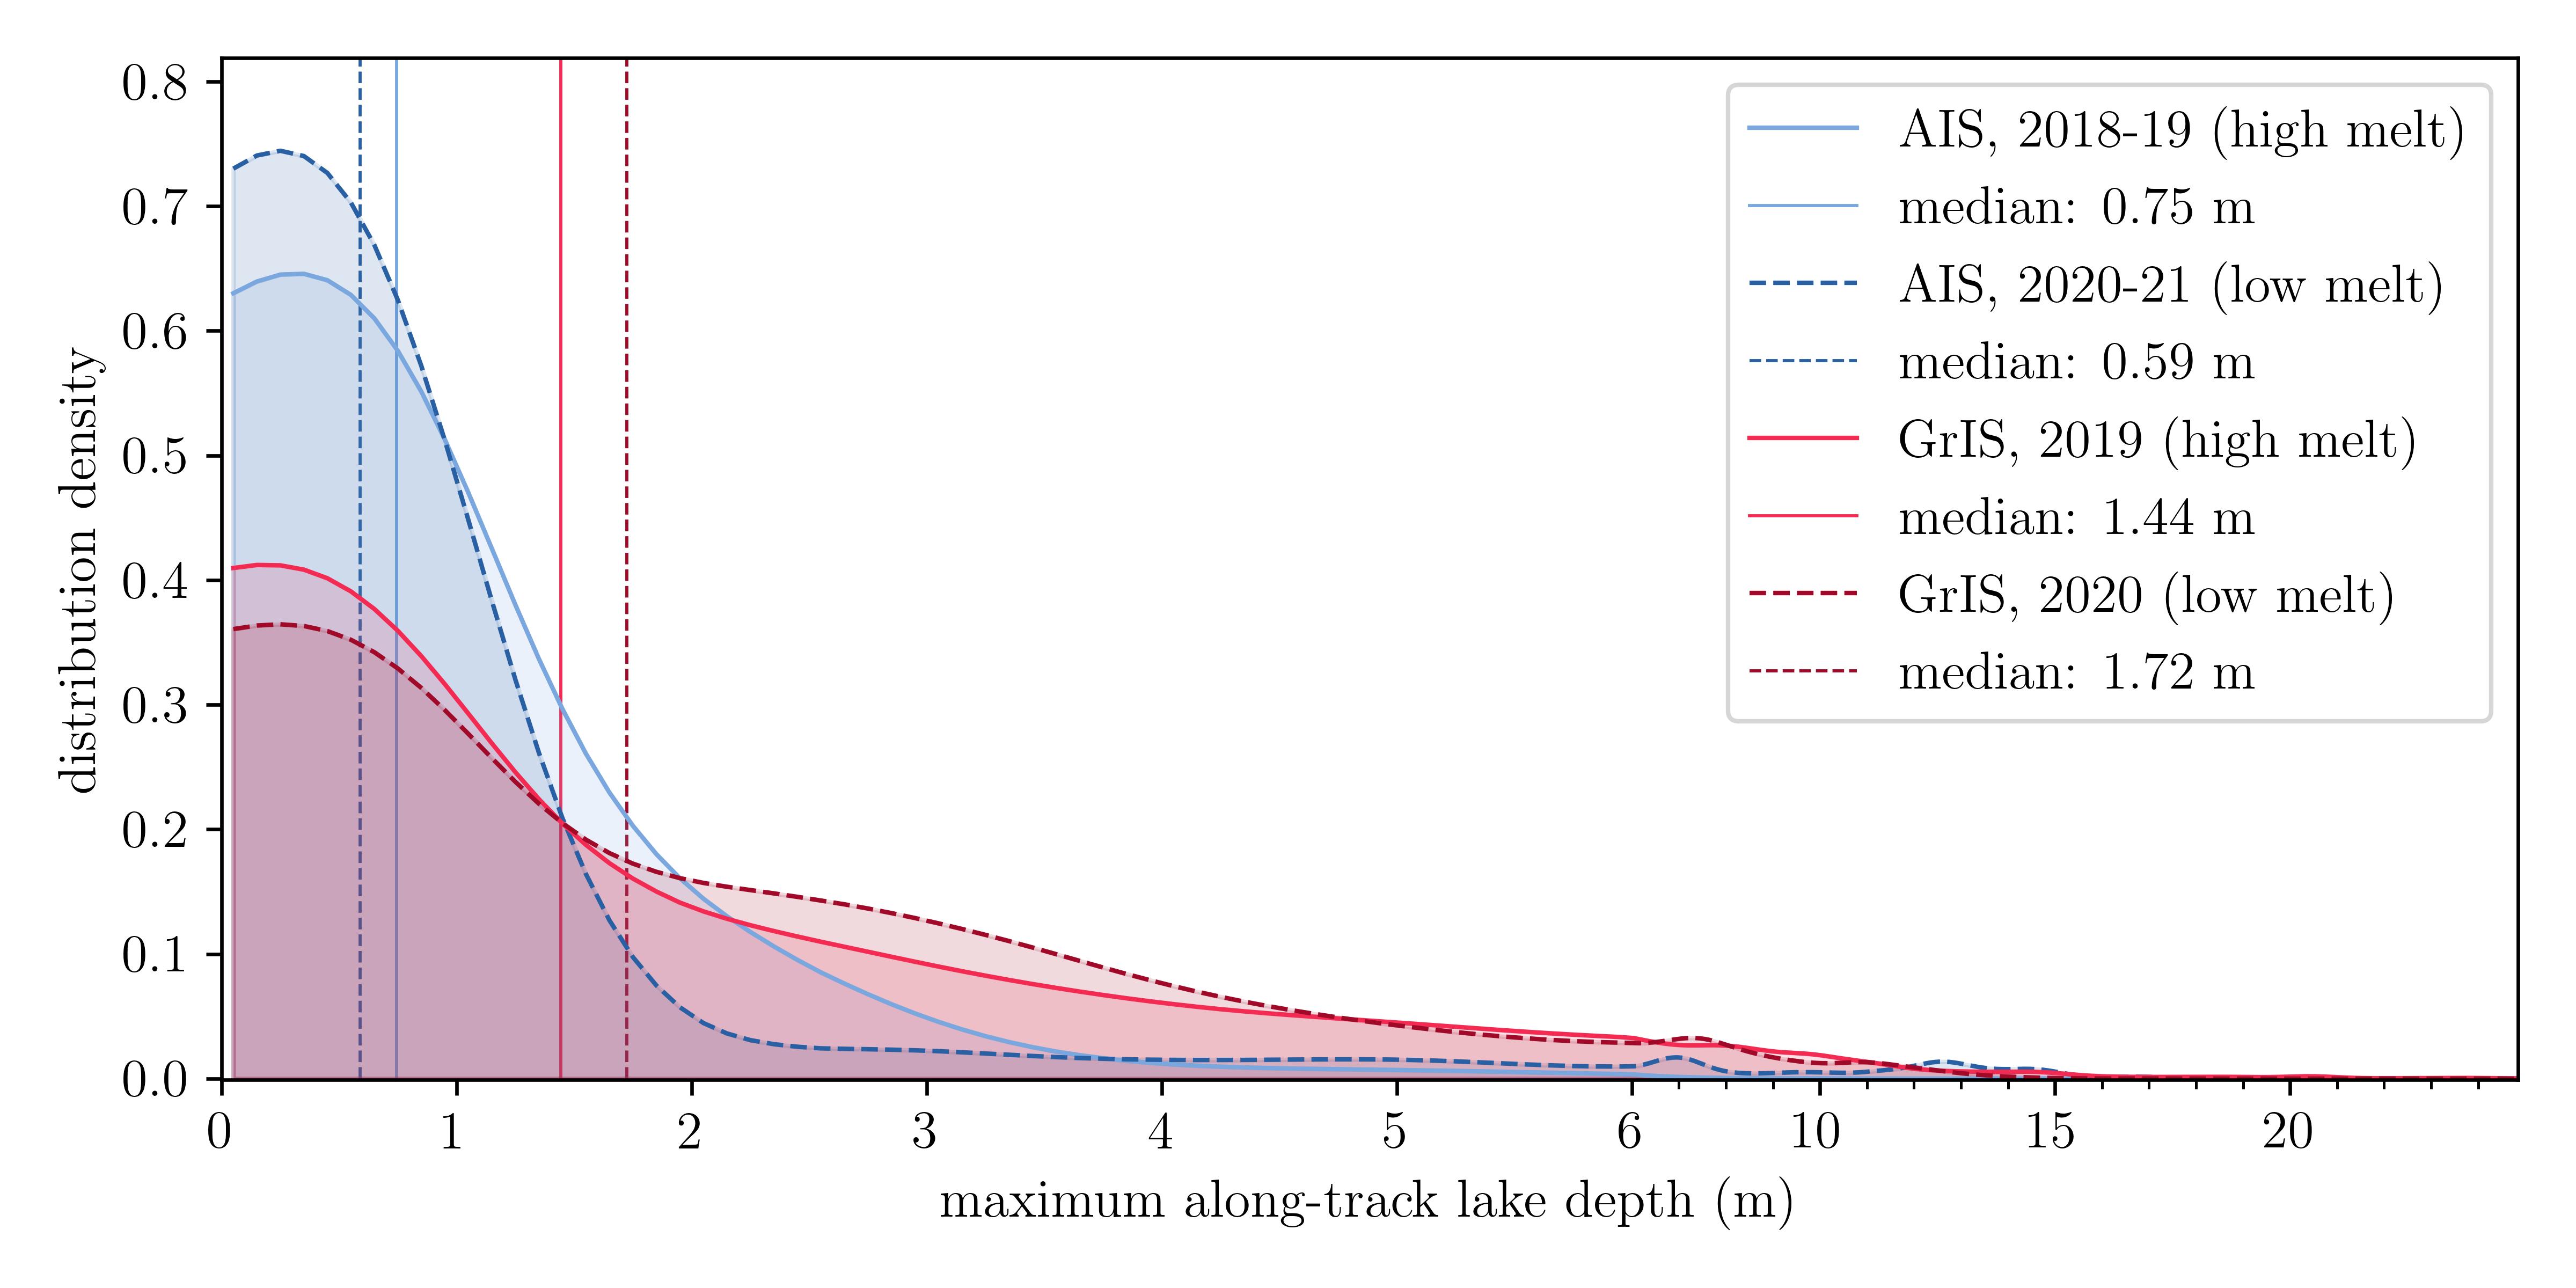 0.8
0.7
0.6
0.5
0.4
0.3
0.2
0.1
0.0
distribution density
AIS, 2018-19 (high melt)
median: 0.75 m
AIS, 2020-21 (low melt)
median: 0.59 m
GrIS, 2019 (high melt)
median: 1.44 m
GrIS, 2020 (low melt)
median: 1.72 m
0 1 2 3 4 5 6 10 15 20
maximum along-track lake depth (m)